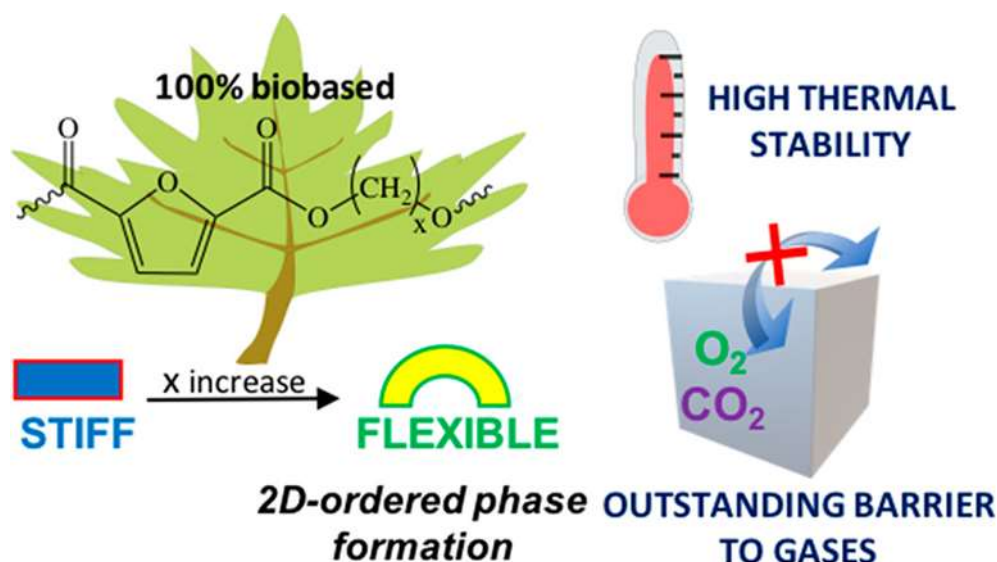 100% biobased
O
O
O
O
(CH2)x
O
HIGH THERMAL
STABILITY
x increase
STIFF
FLEXIBLE
O2
CO2
2D-ordered phase
formation
OUTSTANDING BARRIER
TO GASES